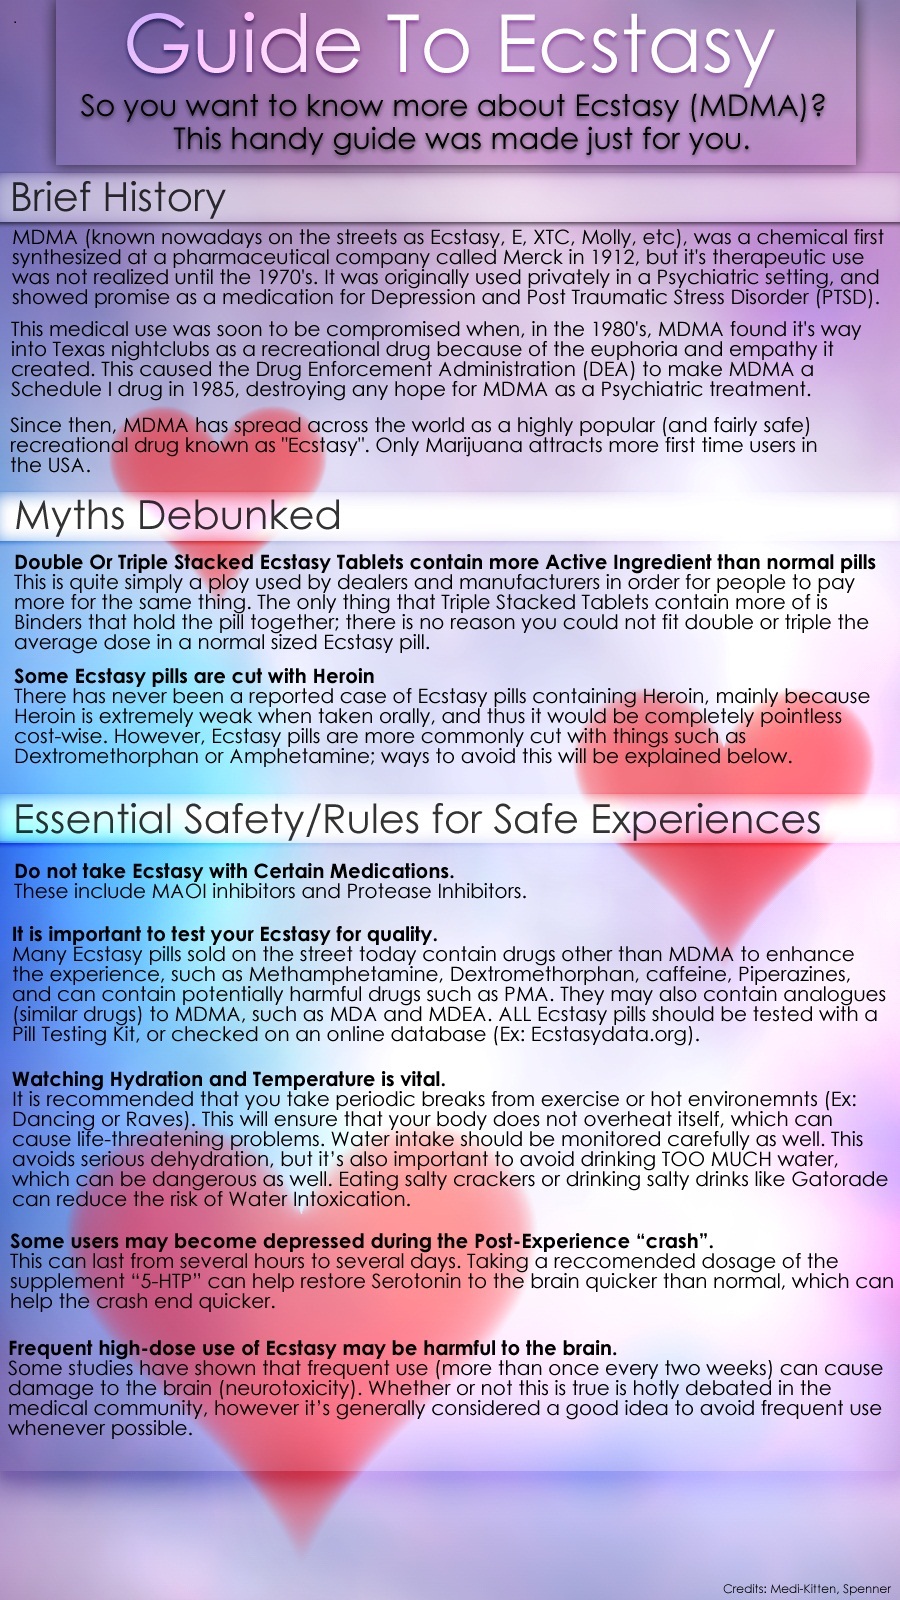 Guide To Ecstasy
So you want to know more about Ecstasy (MDMA)?
This handy guide was made just for you.
Brief History
MDMA (known nowadays on the streets as Ecstasy, E, XTC, Molly, etc), was a chemical first
synthesized at a pharmaceutical company called Merck in 1912, but it's therapeutic use
was not realized until the 1970's. It was originally used privately in a Psychiatric setting, and
showed promise as a medication for Depression and Post Traumatic Stress Disorder (PTSD).
This medical use was soon to be compromised when, in the 1980's, MDMA found it's way
into Texas nightclubs as a recreational drug because of the euphoria and empathy it
created. This caused the Drug Enforcement Administration (DEA) to make MDMA a
Schedule I drug in 1985, destroying any hope for MDMA as a Psychiatric treatment.
Since then, MDMA has spread across the world as a highly popular (and fairly safe)
recreational drug known as "Ecstasy". Only Marijuana attracts more first time users in
the USA.
Myths Debunked
Double Or Triple Stacked Ecstasy Tablets contain more Active Ingredient than normal pills
This is quite simply a ploy used by dealers and manufacturers in order for people to pay
more for the same thing. The only thing that Triple Stacked Tablets contain more of is
Binders that hold the pill together; there is no reason you could not fit double or triple the
average dose in a normal sized Ecstasy pill.
Some Ecstasy pills are cut with Heroin
There has never been a reported case of Ecstasy pills containing Heroin, mainly because
Heroin is extremely weak when taken orally, and thus it would be completely pointless
cost-wise. However, Ecstasy pills are more commonly cut with things such as
Dextromethorphan or Amphetamine; ways to avoid this will be explained below.
Essential Safety/Rules for Safe Experiences
Do not take Ecstasy with Certain Medications.
These include MAOI inhibitors and Protease Inhibitors.
It is important to test your Ecstasy for quality.
Many Ecstasy pills sold on the street today contain drugs other than MDMA to enhance
the experience, such as Methamphetamine, Dextromethorphan, caffeine, Piperazines,
and can contain potentially harmful drugs such as PMA. They may also contain analogues
(similar drugs) to MDMA, such as MDA and MDEA. ALL Ecstasy pills should be tested with a
Pill Testing Kit, or checked on an online database (Ex: Ecstasydata.org).
Watching Hydration and Temperature is vital.
It is recommended that you take periodic breaks from exercise or hot environemnts (Ex:
Dancing or Raves). This will ensure that your body does not overheat itself, which can
cause life-threatening problems. Water intake should be monitored carefully as well. This
avoids serious dehydration, but it’s also important to avoid drinking TOO MUCH water,
which can be dangerous as well. Eating salty crackers or drinking salty drinks like Gatorade
can reduce the risk of Water Intoxication.
Some users may become depressed during the Post-Experience “crash”.
This can last from several hours to several days. Taking a reccomended dosage of the
supplement “5-HTP” can help restore Serotonin to the brain quicker than normal, which can
help the crash end quicker.
Frequent high-dose use of Ecstasy may be harmful to the brain.
Some studies have shown that frequent use (more than once every two weeks) can cause
damage to the brain (neurotoxicity). Whether or not this is true is hotly debated in the
medical community, however it’s generally considered a good idea to avoid frequent use
whenever possible.
Credits: Medi-Kitten, Spenner